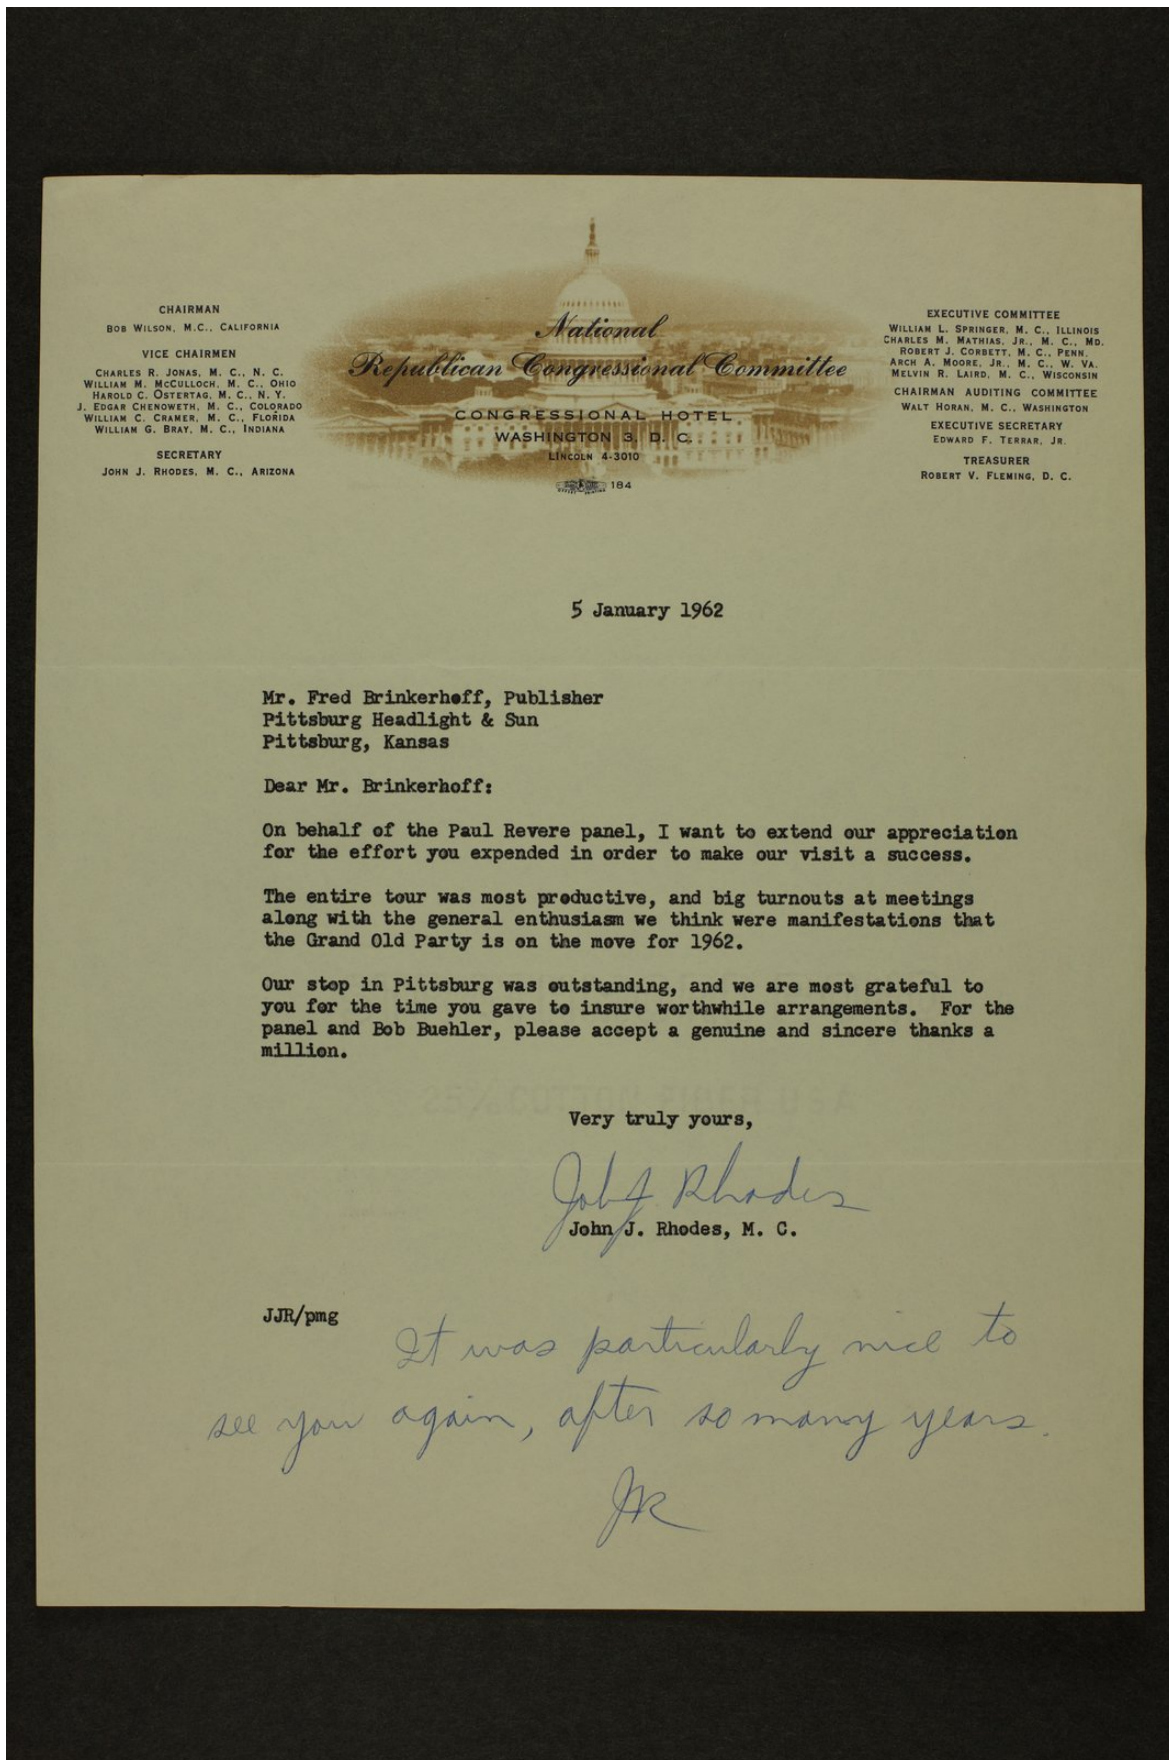 CHAIRMAN
BOB WILSON, M.C., CALIFORNIA
VICE CHAIRMEN
CHARLES R. JONAS, M. C., N. C.
WILLIAM M. McCULLOCH, M. C., OHIO
HAROLD C. OSTERTAG, M. C., N. Y.
J. EDGAR CHENOWETH, M. C., COLORADO
WILLIAM C. CRAMER, M. C., FLORIDA
WILLIAM G. BRAY, M. C., INDIANA
SECRETARY
JOHN J. RHODES, M. C., ARIZONA
National
Republican Congressional Committee
CONGRESSIONAL HOTEL
WASHINGTON 3, D. C.
LINCOLN 4-3010
184
EXECUTIVE COMMITTEE
WILLIAM L. SPRINGER, M. C., ILLINOIS
CHARLES M. MATHIAS, JR., M. C., MD.
ROBERT J. CORBETT, M. C., PENN.
ARCH A. MOORE, JR., M. C., W. VA.
MELVIN R. LAIRD, M. C., WISCONSIN
CHAIRMAN AUDITING COMMITTEE
WALT HORAN, M. C., WASHINGTON
EXECUTIVE SECRETARY
EDWARD F. TERRAR, JR.
TREASURER
ROBERT V. FLEMING, D. C.
5 January 1962
Mr. Fred Brinkerhoff, Publisher
Pittsburg Headlight & Sun
Pittsburg, Kansas
Dear Mr. Brinkerhoff:
On behalf of the Paul Revere panel, I want to extend our appreciation
for the effort you expended in order to make our visit a success.
The entire tour was most productive, and big turnouts at meetings
along with the general enthusiasm we think were manifestations that
the Grand Old Party is on the move for 1962.
Our stop in Pittsburg was outstanding, and we are most grateful to
you for the time you gave to insure worthwhile arrangements. For the
panel and Bob Buehler, please accept a genuine and sincere thanks a
million.
Very truly yours,
John J Rhodes
John J. Rhodes, M. C.
JJR/pmg
It was particularly nice to
see you again, after so many years.
JR